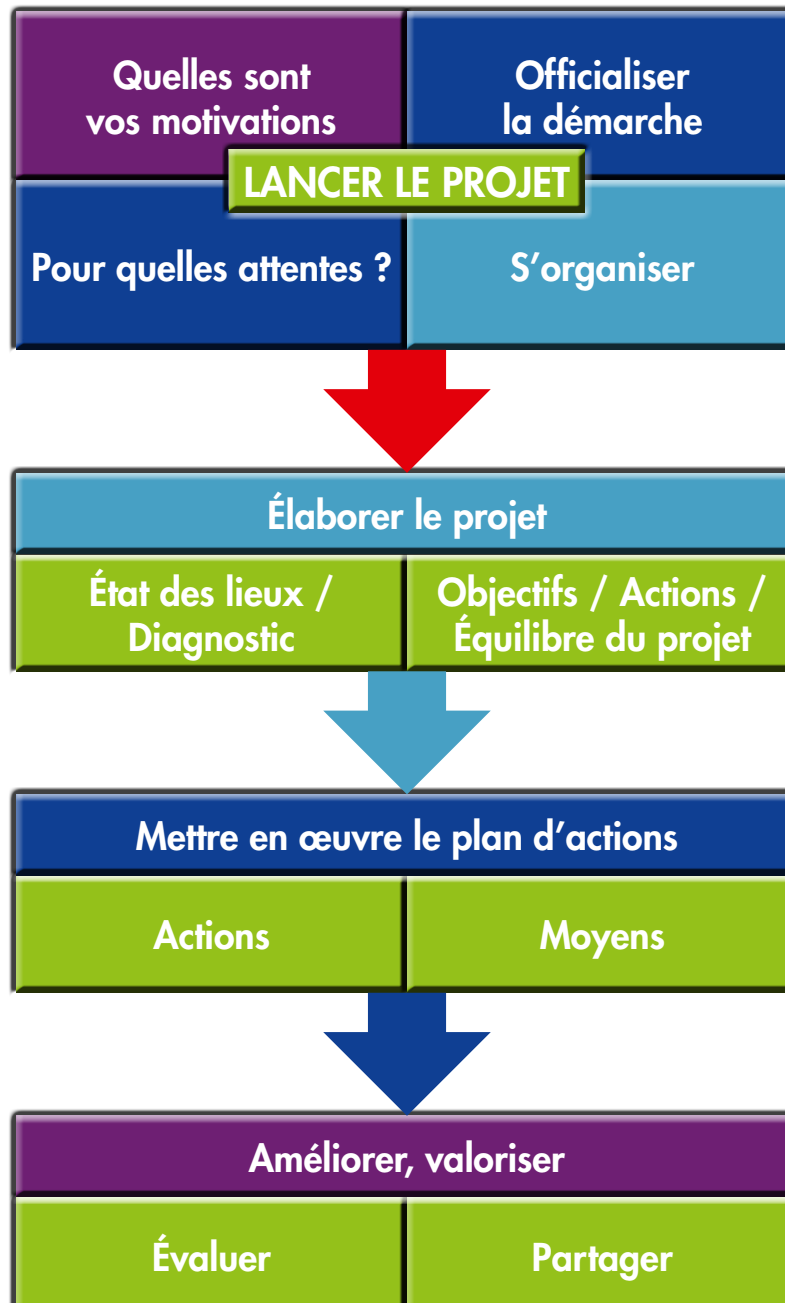 Quelles sont
vos motivations
Officialiser
la démarche
LANCER LE PROJET
Pour quelles attentes ?
S’organiser
Élaborer le projet
État des lieux /
Diagnostic
Objectifs / Actions /
Équilibre du projet
Mettre en œuvre le plan d’actions
Actions
Moyens
Améliorer, valoriser
Évaluer
Partager